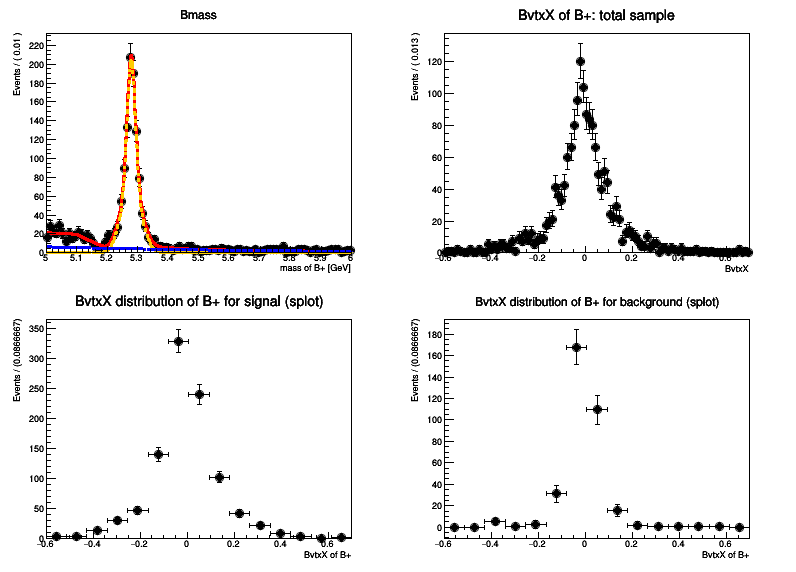 Bmass
Events / ( 0.01 )
220
200
180
160
140
120
100
80
60
40
20
0
5 5.1 5.2 5.3 5.4 5.5 5.6 5.7 5.8 5.9 6
mass of B+ [GeV]
BvtxX of B+: total sample
Events / ( 0.013 )
120
100
80
60
40
20
0
−0.6 −0.4 −0.2 0 0.2 0.4 0.6
BvtxX
BvtxX distribution of B+ for signal (splot)
Events / (0.0866667)
350
300
250
200
150
100
50
0
−0.6 −0.4 −0.2 0 0.2 0.4 0.6
BvtxX of B+
BvtxX distribution of B+ for background (splot)
Events / (0.0866667)
180
160
140
120
100
80
60
40
20
0
−0.6 −0.4 −0.2 0 0.2 0.4 0.6
BvtxX of B+